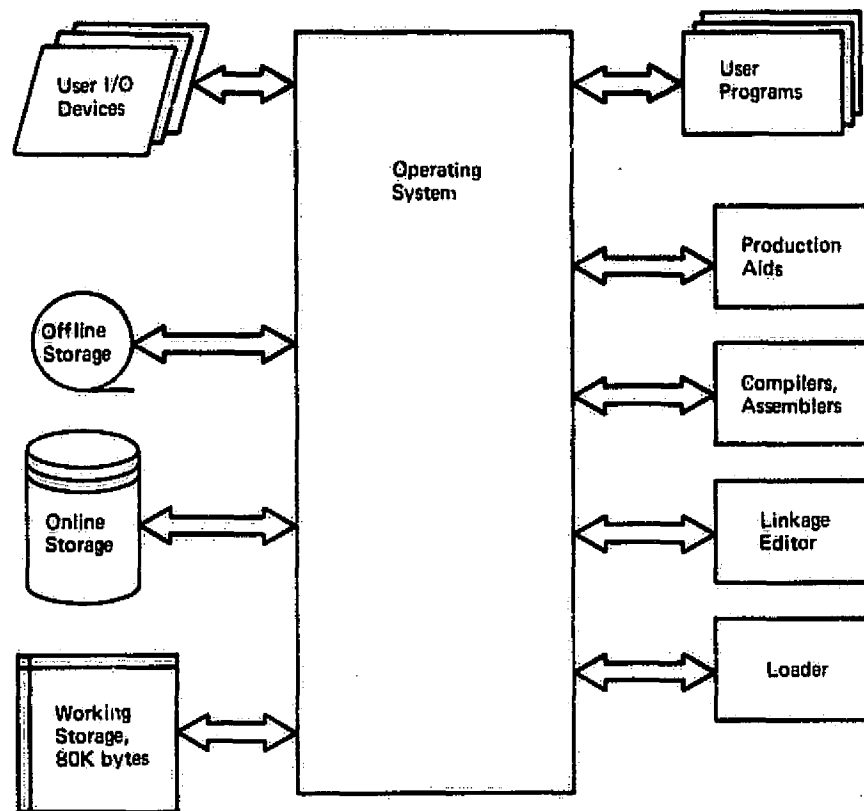 User I/O
Devices
User
Programs
Operating
System
Production
Aids
Offline
Storage
Compilers,
Assemblers
Online
Storage
Linkage
Editor
Loader
Working
Storage,
80K bytes